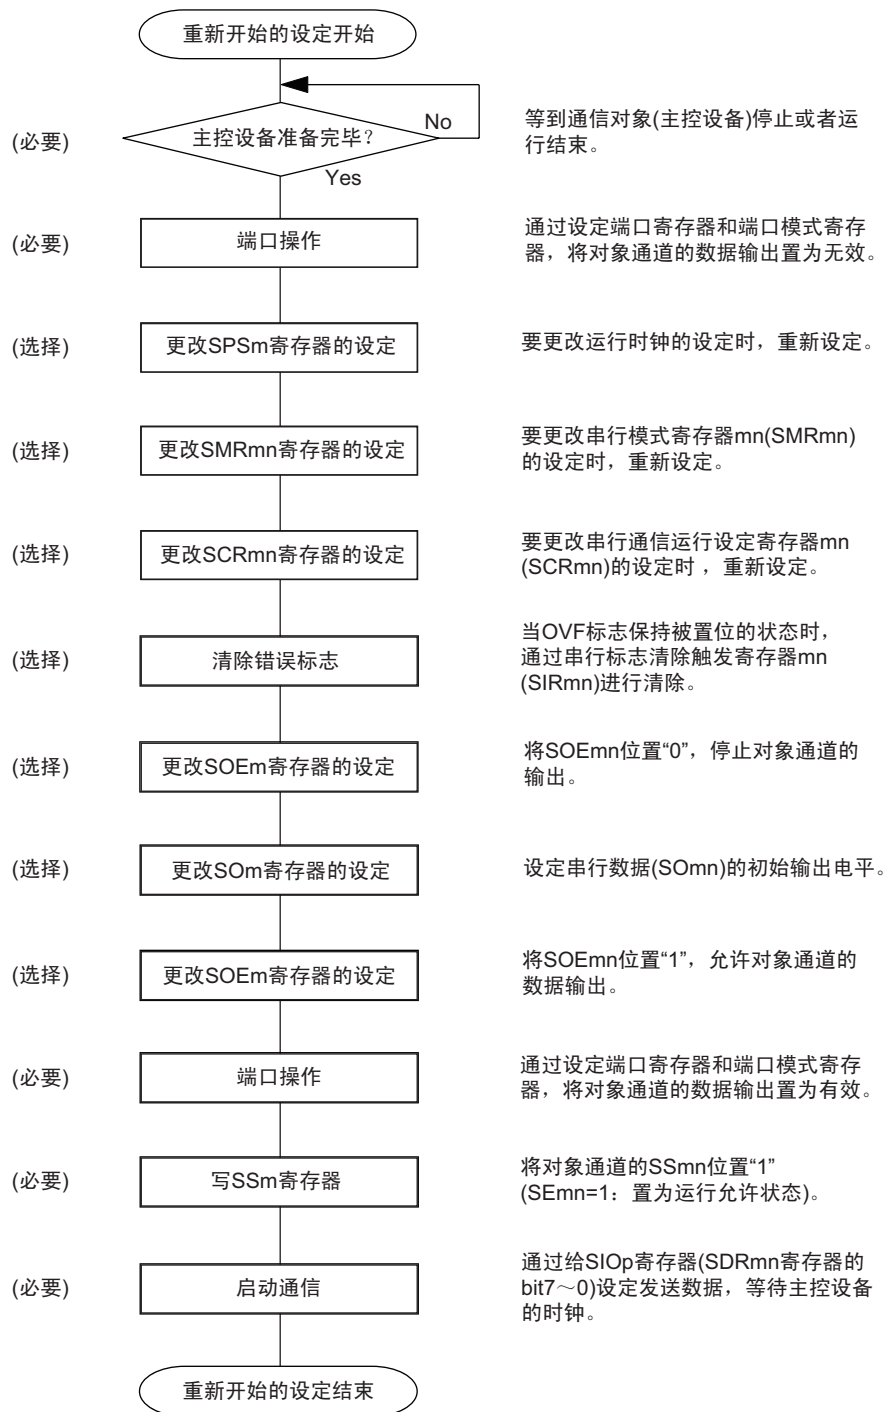 重新开始的设定开始
No
(必要)
主控设备准备完毕？
等到通信对象(主控设备)停止或者运
行结束。
Yes
(必要)
端口操作
通过设定端口寄存器和端口模式寄存
器，将对象通道的数据输出置为无效。
(选择)
更改SPSm寄存器的设定
要更改运行时钟的设定时，重新设定。
(选择)
更改SMRmn寄存器的设定
要更改串行模式寄存器mn(SMRmn)
的设定时，重新设定。
(选择)
更改SCRmn寄存器的设定
要更改串行通信运行设定寄存器mn
(SCRmn)的设定时，重新设定。
(选择)
清除错误标志
当OVF标志保持被置位的状态时，
通过串行标志清除触发寄存器mn
(SIRmn)进行清除。
(选择)
更改SOEm寄存器的设定
将SOEmn位置“0”，停止对象通道的
输出。
(选择)
更改SOm寄存器的设定
设定串行数据(SOmn)的初始输出电平。
(选择)
更改SOEm寄存器的设定
将SOEmn位置“1”，允许对象通道的
数据输出。
(必要)
端口操作
通过设定端口寄存器和端口模式寄存
器，将对象通道的数据输出置为有效。
(必要)
写SSm寄存器
将对象通道的SSmn位置“1”
(SEmn=1：置为运行允许状态)。
(必要)
启动通信
通过给SIOp寄存器(SDRmn寄存器的
bit7～0)设定发送数据，等待主控设备
的时钟。
重新开始的设定结束